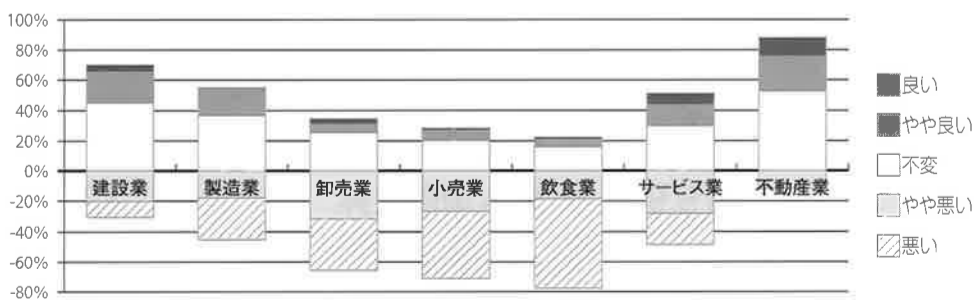 100%
80%
60%
40%
20%
0%
-20%
-40%
-60%
-80%
建設業 製造業 卸売業 小売業 飲食業 サービス業 不動産業
良い
やや良い
不変
やや悪い
悪い